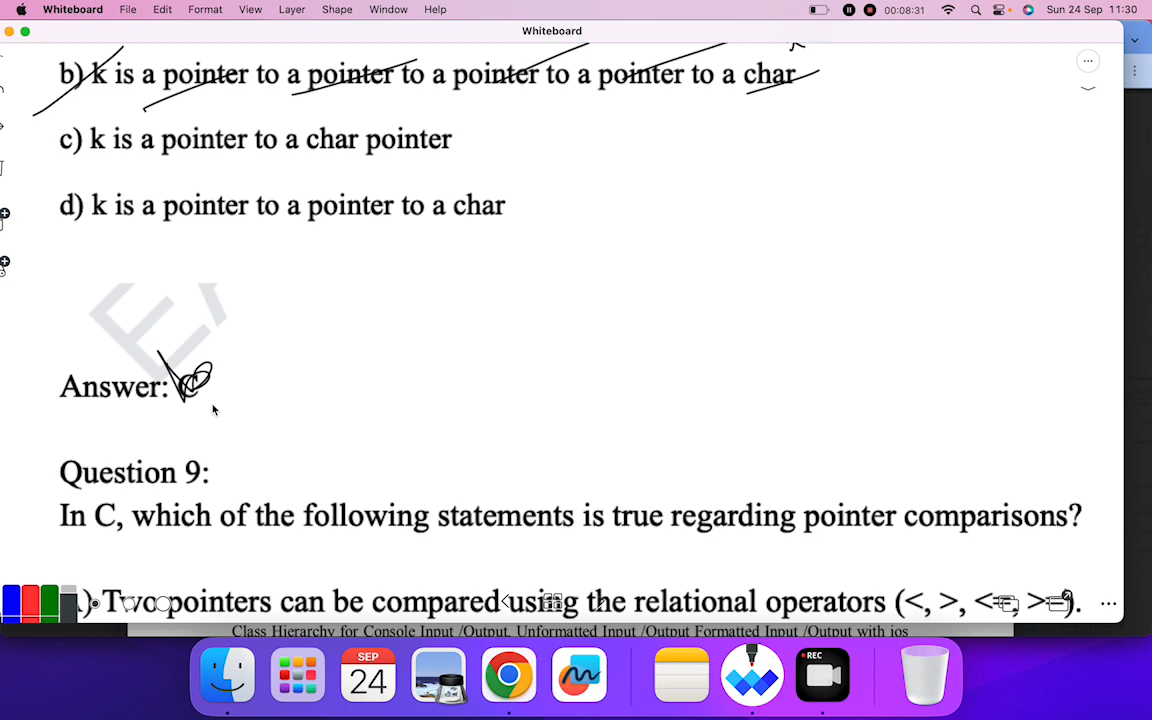 Whiteboard File Edit Format View Layer Shape Window Help 00:08:31 Sun 24 Sep 11:30
Whiteboard
b) k is a pointer to a pointer to a pointer to a pointer to a char
c) k is a pointer to a char pointer
d) k is a pointer to a pointer to a char
Answer: C
Question 9:
In C, which of the following statements is true regarding pointer comparisons?
) Two pointers can be compared using the relational operators (<, >, <=, >=).
Class Hierarchy for Console Input /Output, Unformatted Input /Output Formatted Input /Output with ios
SEP
24
REC